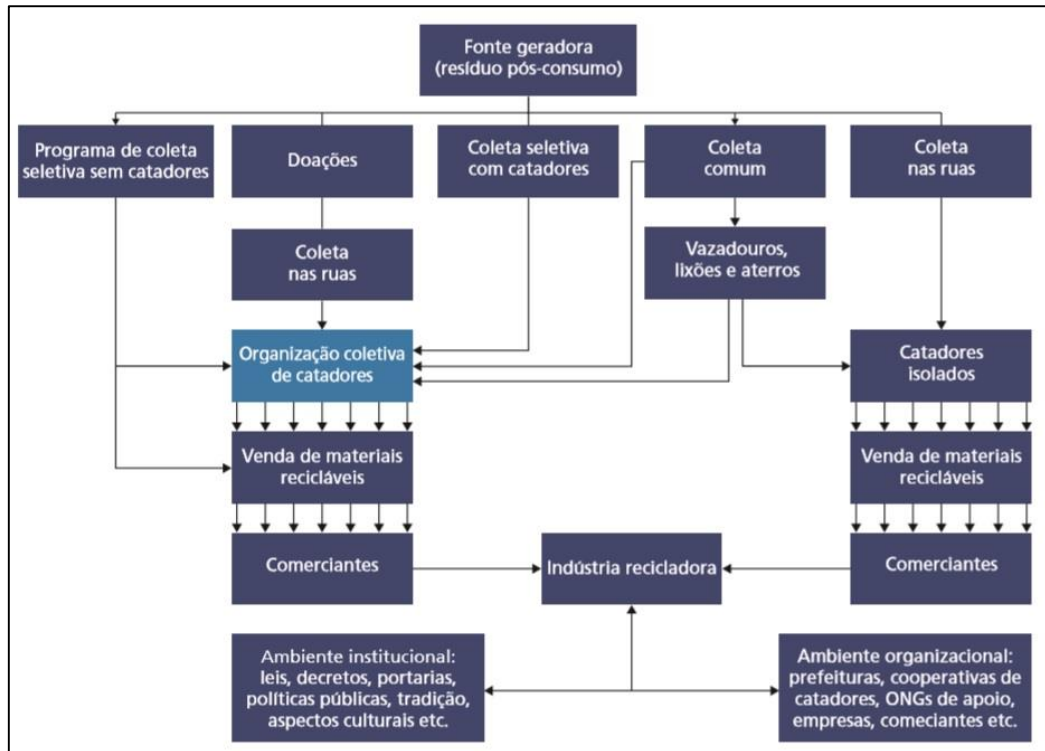 Fonte geradora
(resíduo pós-consumo)
Programa de coleta
seletiva sem catadores
Doações
Coleta seletiva
com catadores
Coleta
comum
Coleta
nas ruas
Coleta
nas ruas
Vazadouros,
lixões e aterros
Organização coletiva
de catadores
Catadores
isolados
Venda de materiais
recicláveis
Venda de materiais
recicláveis
Comerciantes
Indústria recicladora
Comerciantes
Ambiente institucional:
leis, decretos, portarias,
políticas públicas, tradição,
aspectos culturais etc.
Ambiente organizacional:
prefeituras, cooperativas de
catadores, ONGs de apoio,
empresas, comeciantes etc.